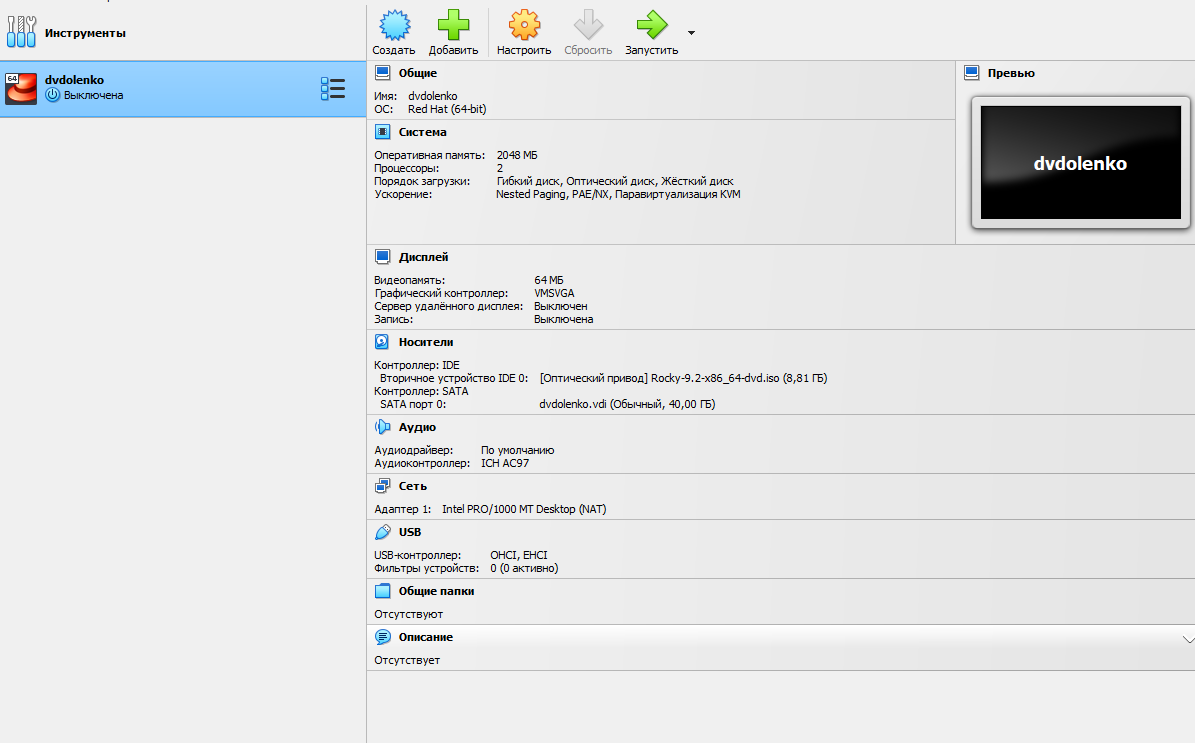 Инструменты
Создать Добавить Настроить Сбросить Запустить
64
dvdolenko
Выключена
Общие
Имя: dvdolenko
ОС: Red Hat (64-bit)
Превью
dvdolenko
Система
Оперативная память: 2048 МБ
Процессоры: 2
Порядок загрузки: Гибкий диск, Оптический диск, Жёсткий диск
Ускорение: Nested Paging, PAE/NX, Паравиртуализация KVM
Дисплей
Видеопамять: 64 МБ
Графический контроллер: VMSVGA
Сервер удалённого дисплея: Выключен
Запись: Выключена
Носители
Контроллер: IDE
Вторичное устройство IDE 0: [Оптический привод] Rocky-9.2-x86_64-dvd.iso (8,81 ГБ)
Контроллер: SATA
SATA порт 0: dvdolenko.vdi (Обычный, 40,00 ГБ)
Аудио
Аудиодрайвер: По умолчанию
Аудиоконтроллер: ICH AC97
Сеть
Адаптер 1: Intel PRO/1000 MT Desktop (NAT)
USB
USB-контроллер: OHCI, EHCI
Фильтры устройств: 0 (0 активно)
Общие папки
Отсутствуют
Описание
Отсутствует